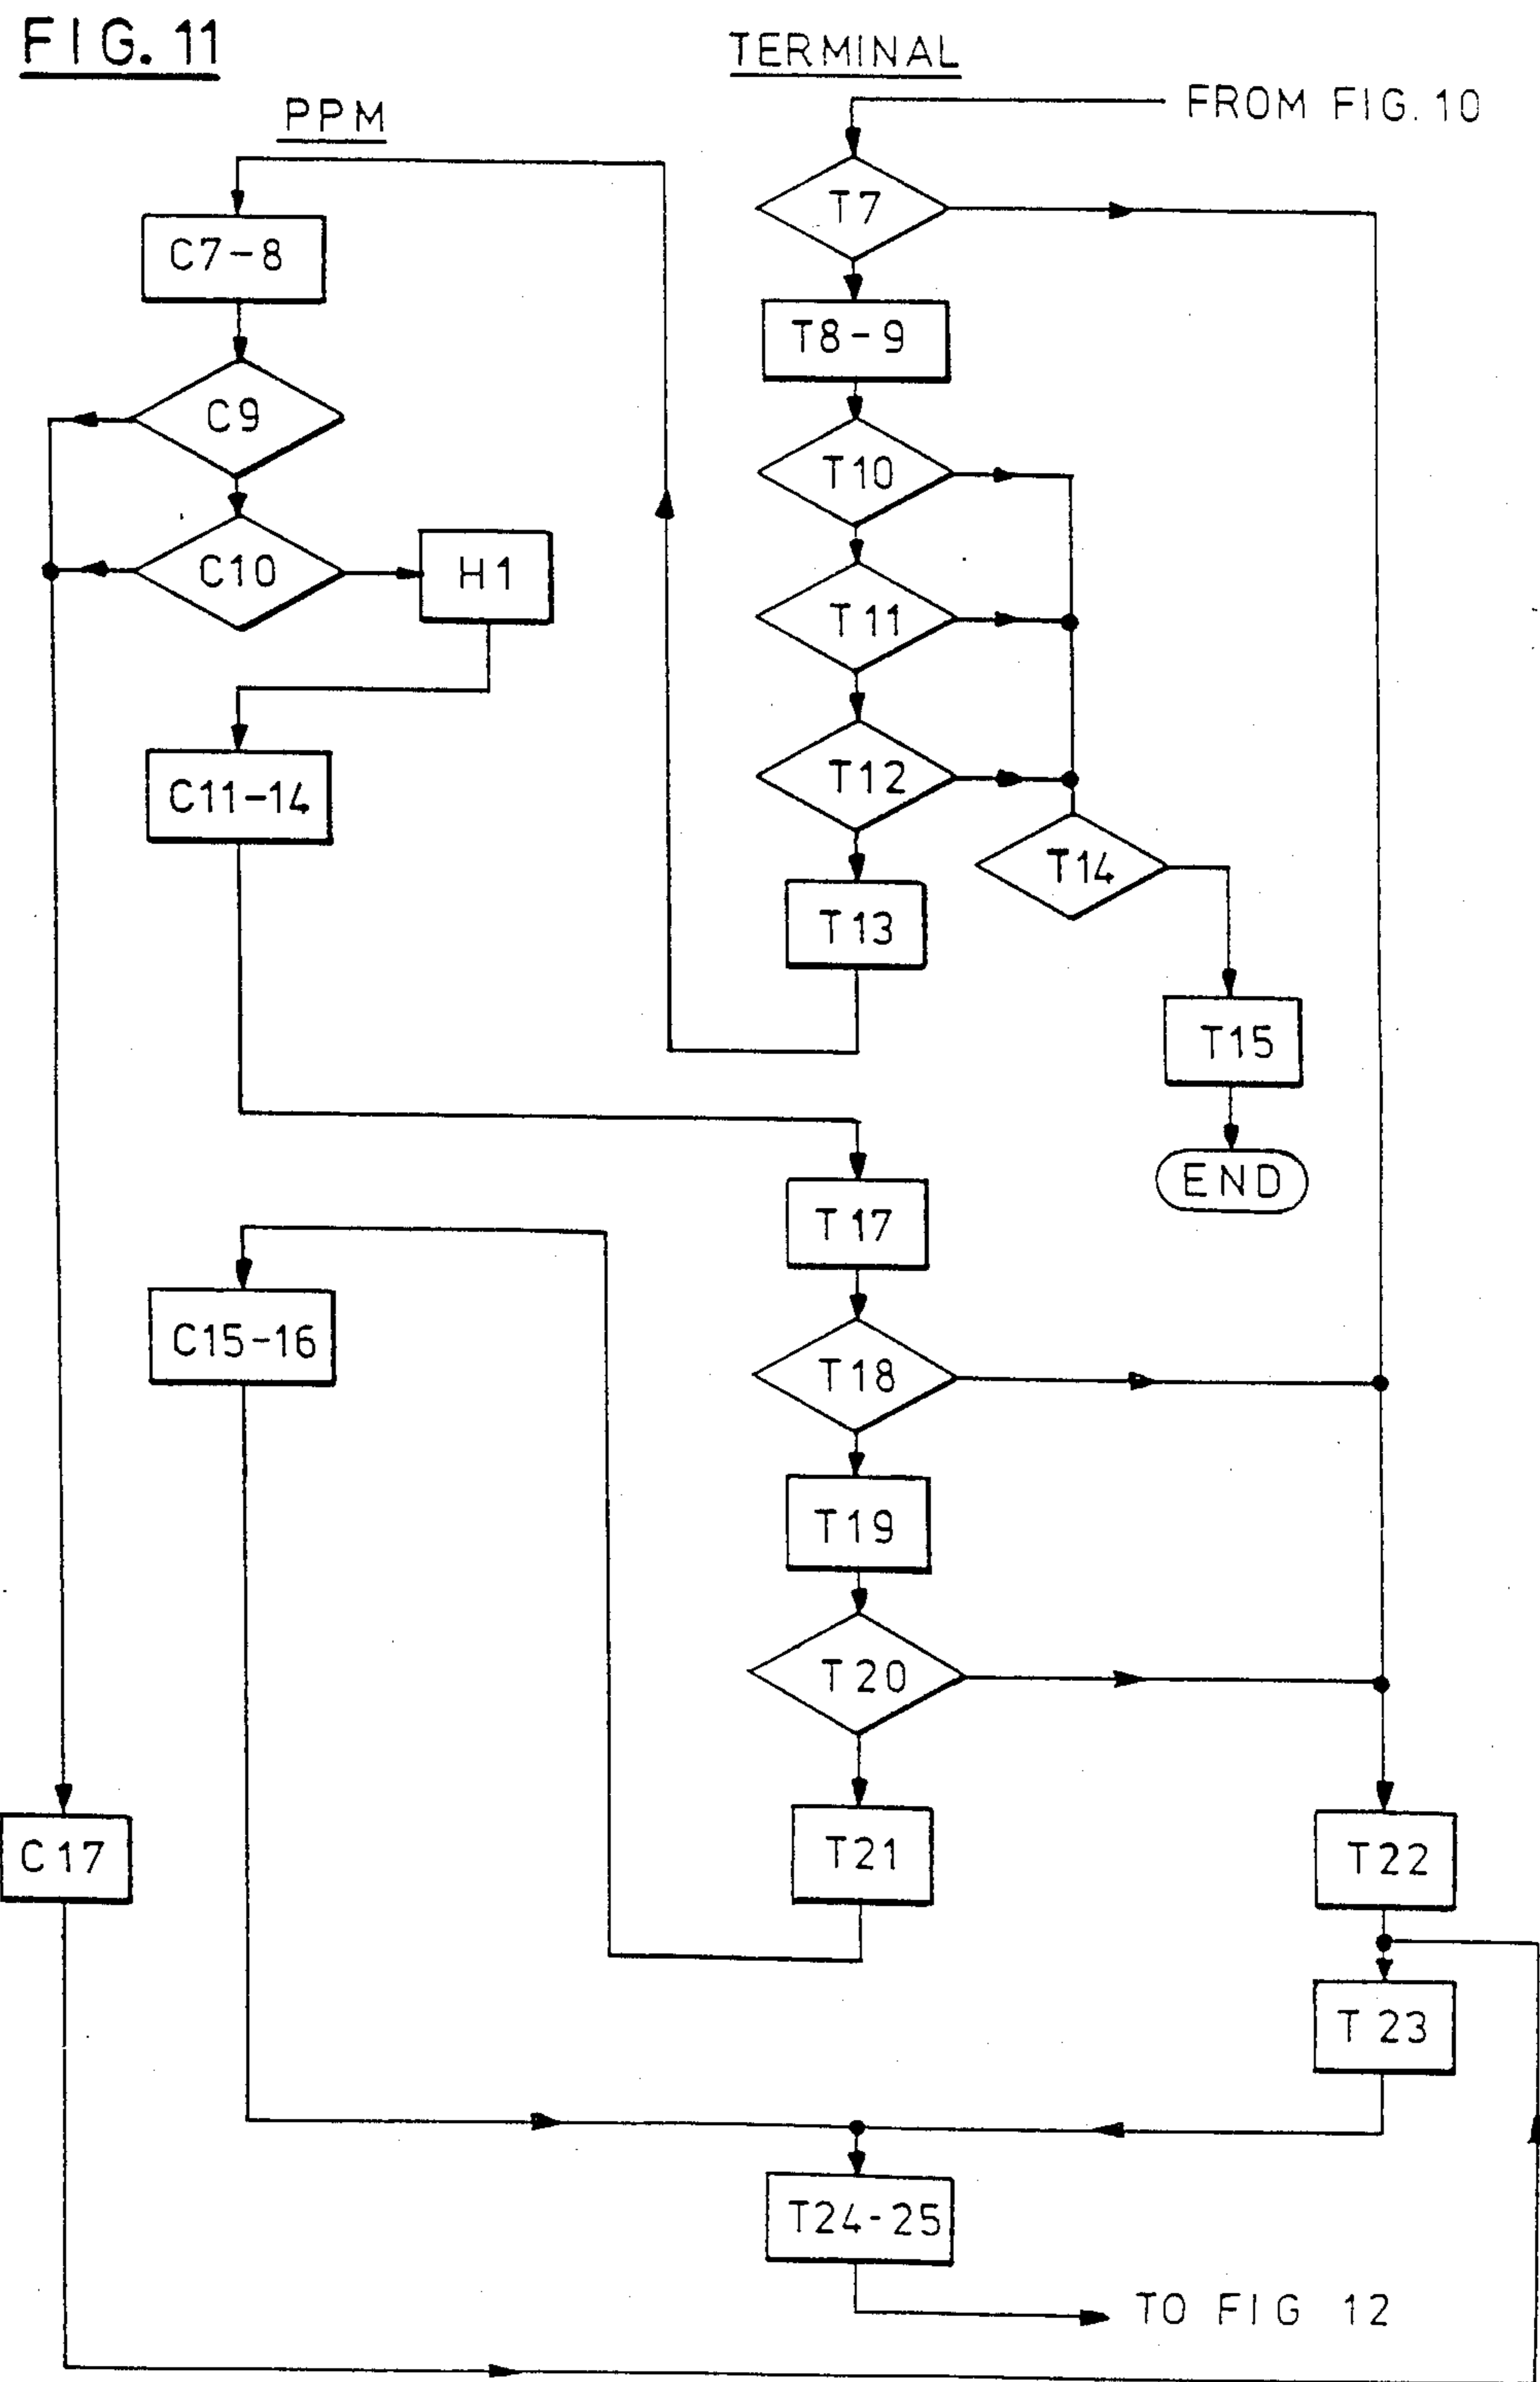 FIG. 11
TERMINAL
FROM FIG. 10
PPM
T7
C7-8
T8-9
C9
T10
C10
H1
T11
T12
C11-14
T14
T13
T15
END
T17
C15-16
T18
T19
T20
T21
C17
T22
T23
T24-25
TO FIG 12